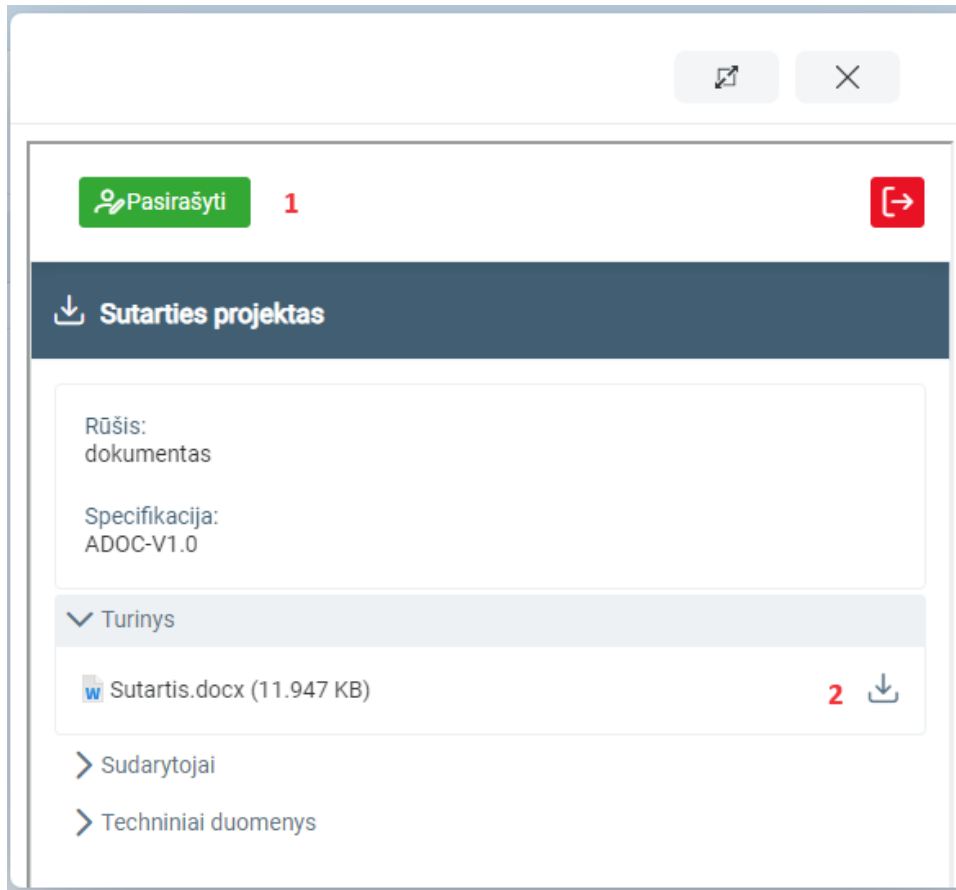 Pasirašyti 1
Sutarties projektas
Rūšis:
dokumentas
Specifikacija:
ADOC-V1.0
Turinys
W Sutartis.docx (11.947 KB) 2
Sudarytojai
Techniniai duomenys